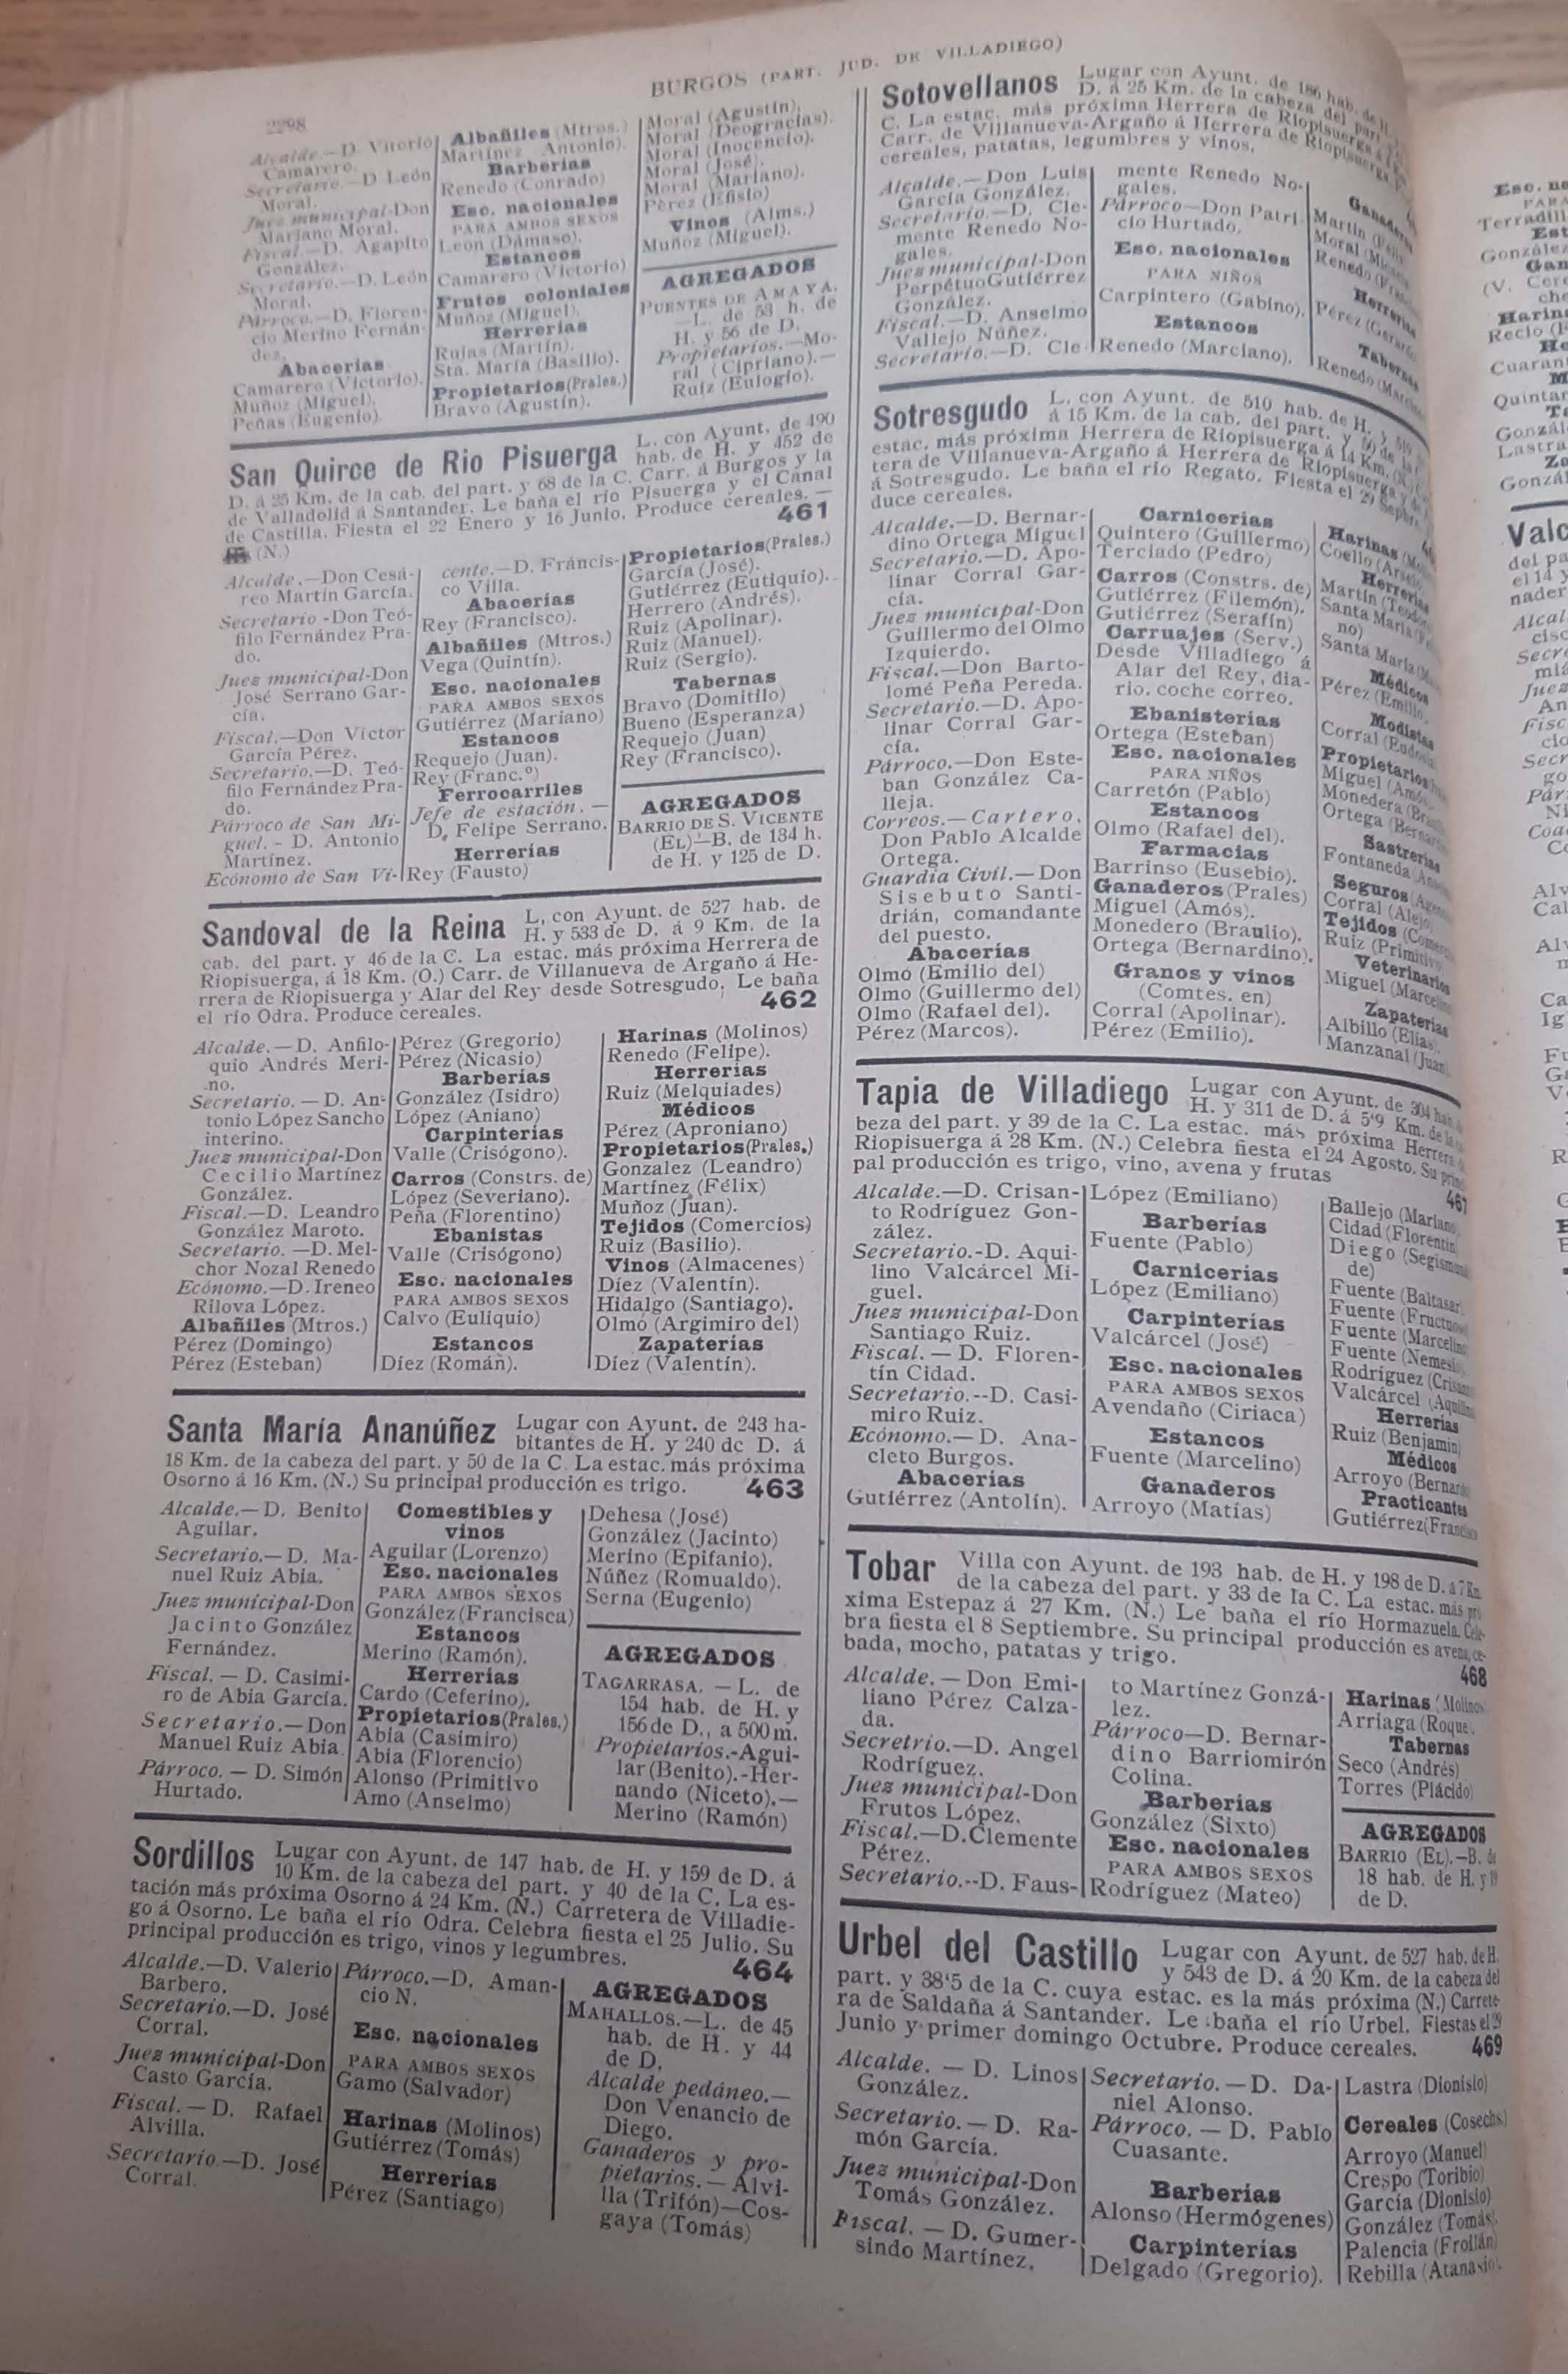 2298
BURGOS (PART. JUD. DE VILLADIEGO)
Alcalde.—D. Vitorio
Camarero.
Secretario.—D León
Moral.
Juez municipal-Don
Mariano Moral.
Fiscal.—D. Agapito
González.
Secretario.—D. León
Moral.
Párroco.—D. Floren-
cio Merino Fernán-
dez.
Abacerías
Camarero (Victorio).
Muñoz (Miguel).
Peñas (Eugenio).
Albañiles (Mtros.)
Martínez Antonio).
Barberías
Renedo (Conrado)
Esc. nacionales
PARA AMBOS SEXOS
León (Dámaso).
Estancos
Camarero (Victorio)
Frutos coloniales
Muñoz (Miguel).
Herrerías
Rujas (Martín).
Sta. María (Basilio).
Propietarios (Prales.)
Bravo (Agustín).
Moral (Agustín).
Moral (Deogracias).
Moral (Inocencio).
Moral (José).
Moral (Mariano).
Pérez (Efisio)
Vinos (Alms.)
Muñoz (Miguel).
AGREGADOS
PUENTES DE AMAYA.
—L. de 53 h. de
H. y 56 de D.
Propietarios.—Mo-
ral (Cipriano).—
Ruiz (Eulogio).
San Quirce de Rio Pisuerga L. con Ayunt. de 490
hab. de H. y 452 de
D. á 25 Km. de la cab. del part. y 68 de la C. Carr. á Burgos y la
de Valladolid á Santander. Le baña el río Pisuerga y el Canal
de Castilla. Fiesta el 22 Enero y 16 Junio. Produce cereales. —
(N.) 461
Alcalde.—Don Cesá-
reo Martín García.
Secretario -Don Teó-
filo Fernández Pra-
do.
Juez municipal-Don
José Serrano Gar-
cía.
Fiscal.—Don Victor
García Pérez.
Secretario.—D. Teó-
filo Fernández Pra-
do.
Párroco de San Mi-
guel. - D. Antonio
Martínez.
Ecónomo de San Vi-
cente.—D. Francis-
co Villa.
Abacerías
Rey (Francisco).
Albañiles (Mtros.)
Vega (Quintín).
Esc. nacionales
PARA AMBOS SEXOS
Gutiérrez (Mariano)
Estancos
Requejo (Juan).
Rey (Franc.º)
Ferrocarriles
Jefe de estación.—
D. Felipe Serrano.
Herrerías
Rey (Fausto)
Propietarios (Prales.)
García (José).
Gutiérrez (Eutiquio).
Herrero (Andrés).
Ruiz (Apolinar).
Ruiz (Manuel).
Ruiz (Sergio).
Tabernas
Bravo (Domitilo)
Bueno (Esperanza)
Requejo (Juan)
Rey (Francisco).
AGREGADOS
BARRIO DE S. VICENTE
(EL)—B. de 134 h.
de H. y 125 de D.
Sandoval de la Reina L. con Ayunt. de 527 hab. de
H. y 533 de D. á 9 Km. de la
cab. del part. y 46 de la C. La estac. más próxima Herrera de
Riopisuerga, á 18 Km. (O.) Carr. de Villanueva de Argaño á He-
rrera de Riopisuerga y Alar del Rey desde Sotresgudo. Le baña
el río Odra. Produce cereales. 462
Alcalde.—D. Anfilo-
quio Andrés Meri-
no.
Secretario. — D. An-
tonio López Sancho
interino.
Juez municipal-Don
Cecilio Martínez
González.
Fiscal.—D. Leandro
González Maroto.
Secretario. —D. Mel-
chor Nozal Renedo
Ecónomo.—D. Ireneo
Rilova López.
Albañiles (Mtros.)
Pérez (Domingo)
Pérez (Esteban)
Pérez (Gregorio)
Pérez (Nicasio)
Barberías
González (Isidro)
López (Aniano)
Carpinterías
Valle (Crisógono).
Carros (Constrs. de)
López (Severiano).
Peña (Florentino)
Ebanistas
Valle (Crisógono)
Esc. nacionales
PARA AMBOS SEXOS
Calvo (Euliquio)
Estancos
Díez (Román).
Harinas (Molinos)
Renedo (Felipe).
Herrerías
Ruiz (Melquiades)
Médicos
Pérez (Aproniano)
Propietarios (Prales.)
Gonzalez (Leandro)
Martínez (Félix)
Muñoz (Juan).
Tejidos (Comercios)
Ruiz (Basilio).
Vinos (Almacenes)
Díez (Valentín).
Hidalgo (Santiago).
Olmo (Argimiro del)
Zapaterías
Díez (Valentín).
Santa María Ananúñez Lugar con Ayunt. de 243 ha-
bitantes de H. y 240 de D. á
18 Km. de la cabeza del part. y 50 de la C. La estac. más próxima
Osorno á 16 Km. (N.) Su principal producción es trigo. 463
Alcalde.—D. Benito
Aguilar.
Secretario.— D. Ma-
nuel Ruiz Abia.
Juez municipal-Don
Jacinto González
Fernández.
Fiscal. — D. Casimi-
ro de Abia García.
Secretario.—Don
Manuel Ruiz Abia.
Párroco. — D. Simón
Hurtado.
Comestibles y
vinos
Aguilar (Lorenzo)
Esc. nacionales
PARA AMBOS SEXOS
González (Francisca)
Estancos
Merino (Ramón).
Herrerías
Cardo (Ceferino).
Propietarios (Prales.)
Abia (Casimiro)
Abia (Florencio)
Alonso (Primitivo
Amo (Anselmo)
Dehesa (José)
González (Jacinto)
Merino (Epifanio).
Núñez (Romualdo).
Serna (Eugenio)
AGREGADOS
TAGARRASA. — L. de
154 hab. de H. y
156 de D., a 500 m.
Propietarios.-Agui-
lar (Benito).-Her-
nando (Niceto).—
Merino (Ramón)
Sordillos Lugar con Ayunt. de 147 hab. de H. y 159 de D. á
10 Km. de la cabeza del part. y 40 de la C. La es-
tación más próxima Osorno á 24 Km. (N.) Carretera de Villadie-
go á Osorno. Le baña el río Odra. Celebra fiesta el 25 Julio. Su
principal producción es trigo, vinos y legumbres. 464
Alcalde.—D. Valerio
Barbero.
Secretario.—D. José
Corral.
Juez municipal-Don
Casto García.
Fiscal. — D. Rafael
Alvilla.
Secretario.—D. José
Corral.
Párroco.—D. Aman-
cio N.
Esc. nacionales
PARA AMBOS SEXOS
Gamo (Salvador)
Harinas (Molinos)
Gutiérrez (Tomás)
Herrerías
Pérez (Santiago)
AGREGADOS
MAHALLOS.—L. de 45
hab. de H. y 44
de D.
Alcalde pedáneo.—
Don Venancio de
Diego.
Ganaderos y pro-
pietarios.— Alvi-
lla (Trifón)—Cos-
gaya (Tomás)
Sotovellanos Lugar con Ayunt. de 186 hab. de H
D. á 25 Km. de la cabeza del part.
C. La estac. más próxima Herrera de Riopisuerga á
Carr. de Villanueva-Argaño á Herrera de Riopisuerga.
cereales, patatas, legumbres y vinos.
Alcalde.—Don Luis
García González.
Secretario.—D. Cle-
mente Renedo No-
gales.
Juez municipal-Don
Perpétuo Gutiérrez
González.
Fiscal.—D. Anselmo
Vallejo Núñez.
Secretario.—D. Cle
mente Renedo No-
gales.
Párroco—Don Patri-
cio Hurtado.
Esc. nacionales
PARA NIÑOS
Carpintero (Gabino).
Estancos
Renedo (Marciano).
Ganaderos
Martín
Moral
Renedo
Herrerías
Pérez (Gerardo
Tabernas
Renedo
Sotresgudo L. con Ayunt. de 510 hab. de H. y 519
á 15 Km. de la cab. del part. y 56 de la C
estac. más próxima Herrera de Riopisuerga á 14 Km. (N.)
tera de Villanueva-Argaño á Herrera de Riopisuerga y
á Sotresgudo. Le baña el río Regato. Fiesta el 29 Sepbre.
duce cereales.
Alcalde.—D. Bernar-
dino Ortega Miguel
Secretario.—D. Apo-
linar Corral Gar-
cía.
Juez municipal-Don
Guillermo del Olmo
Izquierdo.
Fiscal.—Don Barto-
lomé Peña Pereda.
Secretario.—D. Apo-
linar Corral Gar-
cía.
Párroco.—Don Este-
ban González Ca-
lleja.
Correos.—Cartero,
Don Pablo Alcalde
Ortega.
Guardia Civil.— Don
Sisebuto Santi-
drián, comandante
del puesto.
Abacerías
Olmo (Emilio del)
Olmo (Guillermo del)
Olmo (Rafael del).
Pérez (Marcos).
Carnicerías
Quintero (Guillermo)
Terciado (Pedro)
Carros (Constrs. de)
Gutiérrez (Filemón).
Gutiérrez (Serafín)
Carruajes (Serv.)
Desde Villadiego á
Alar del Rey, dia-
rio. coche correo.
Ebanisterías
Ortega (Esteban)
Esc. nacionales
PARA NIÑOS
Carretón (Pablo)
Estancos
Olmo (Rafael del).
Farmacias
Barrinso (Eusebio).
Ganaderos (Prales)
Miguel (Amós).
Monedero (Braulio).
Ortega (Bernardino).
Granos y vinos
(Comtes. en)
Corral (Apolinar).
Pérez (Emilio).
Harinas
Coello
Herrerías
Martín
Santa María
no)
Santa María
Médicos
Pérez (Emilio
Modistas
Corral
Propietarios
Miguel (Amós
Monedera
Ortega
Sastrerías
Fontaneda
Seguros
Corral (Alejo
Tejidos
Ruiz (Primitivo
Veterinarios
Miguel (Marcelino
Zapaterías
Albillo (Elías).
Manzanal (Juan).
Tapia de Villadiego Lugar con Ayunt. de 304 hab.
H. y 311 de D. á 5'9 Km. de la
beza del part. y 39 de la C. La estac. más próxima Herrera
Riopisuerga á 28 Km. (N.) Celebra fiesta el 24 Agosto. Su princi
pal producción es trigo, vino, avena y frutas 467
Alcalde.—D. Crisan-
to Rodríguez Gon-
zález.
Secretario.-D. Aqui-
lino Valcárcel Mi-
guel.
Juez municipal-Don
Santiago Ruiz.
Fiscal. — D. Floren-
tín Cidad.
Secretario.--D. Casi-
miro Ruiz.
Ecónomo.— D. Ana-
cleto Burgos.
Abacerías
Gutiérrez (Antolín).
López (Emiliano)
Barberías
Fuente (Pablo)
Carnicerías
López (Emiliano)
Carpinterías
Valcárcel (José)
Esc. nacionales
PARA AMBOS SEXOS
Avendaño (Ciriaca)
Estancos
Fuente (Marcelino)
Ganaderos
Arroyo (Matías)
Ballejo (Mariano
Cidad (Florentín
Diego
de)
Fuente (Baltasar
Fuente (Fructuoso
Fuente (Marcelino
Fuente (Nemesio
Rodríguez
Valcárcel
Herrerías
Ruiz (Benjamín)
Médicos
Arroyo
Practicantes
Gutiérrez
Tobar Villa con Ayunt. de 193 hab. de H. y 198 de D. á 7 Km.
de la cabeza del part. y 33 de la C. La estac. más pró
xima Estepaz á 27 Km. (N.) Le baña el río Hormazuela. Cele-
bra fiesta el 8 Septiembre. Su principal producción es avena, ce-
bada, mocho, patatas y trigo. 468
Alcalde.—Don Emi-
liano Pérez Calza-
da.
Secretrio.—D. Angel
Rodríguez.
Juez municipal-Don
Frutos López.
Fiscal.—D.Clemente
Pérez.
Secretario.--D. Faus-
to Martínez Gonzá-
lez.
Párroco—D. Bernar-
dino Barriomirón
Colina.
Barberías
González (Sixto)
Esc. nacionales
PARA AMBOS SEXOS
Rodríguez (Mateo)
Harinas (Molinos
Arriaga (Roque.
Tabernas
Seco (Andrés)
Torres (Plácido)
AGREGADOS
BARRIO (EL).—B. de
18 hab. de H. y 19
de D.
Urbel del Castillo Lugar con Ayunt. de 527 hab. de H.
y 543 de D. á 20 Km. de la cabeza del
part. y 38'5 de la C. cuya estac. es la más próxima (N.) Carrete-
ra de Saldaña á Santander. Le baña el río Urbel. Fiestas el 29
Junio y primer domingo Octubre. Produce cereales. 469
Alcalde. — D. Linos
González.
Secretario. — D. Ra-
món García.
Juez municipal-Don
Tomás González.
Fiscal. — D. Gumer-
sindo Martínez.
Secretario. — D. Da-
niel Alonso.
Párroco. — D. Pablo
Cuasante.
Barberías
Alonso (Hermógenes)
Carpinterías
Delgado (Gregorio).
Lastra (Dionisio)
Cereales (Cosechs)
Arroyo (Manuel)
Crespo (Toribio)
García (Dionisio)
González (Tomás).
Palencia (Froilán)
Rebilla (Atanasio).